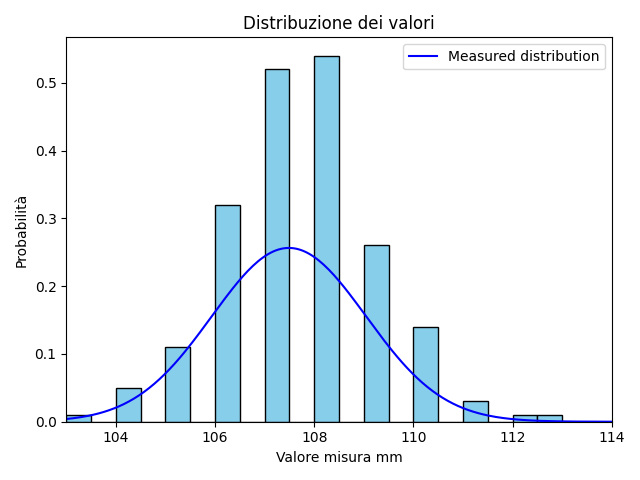 Distribuzione dei valori
Measured distribution
Probabilità
0.5
0.4
0.3
0.2
0.1
0.0
104 106 108 110 112 114
Valore misura mm